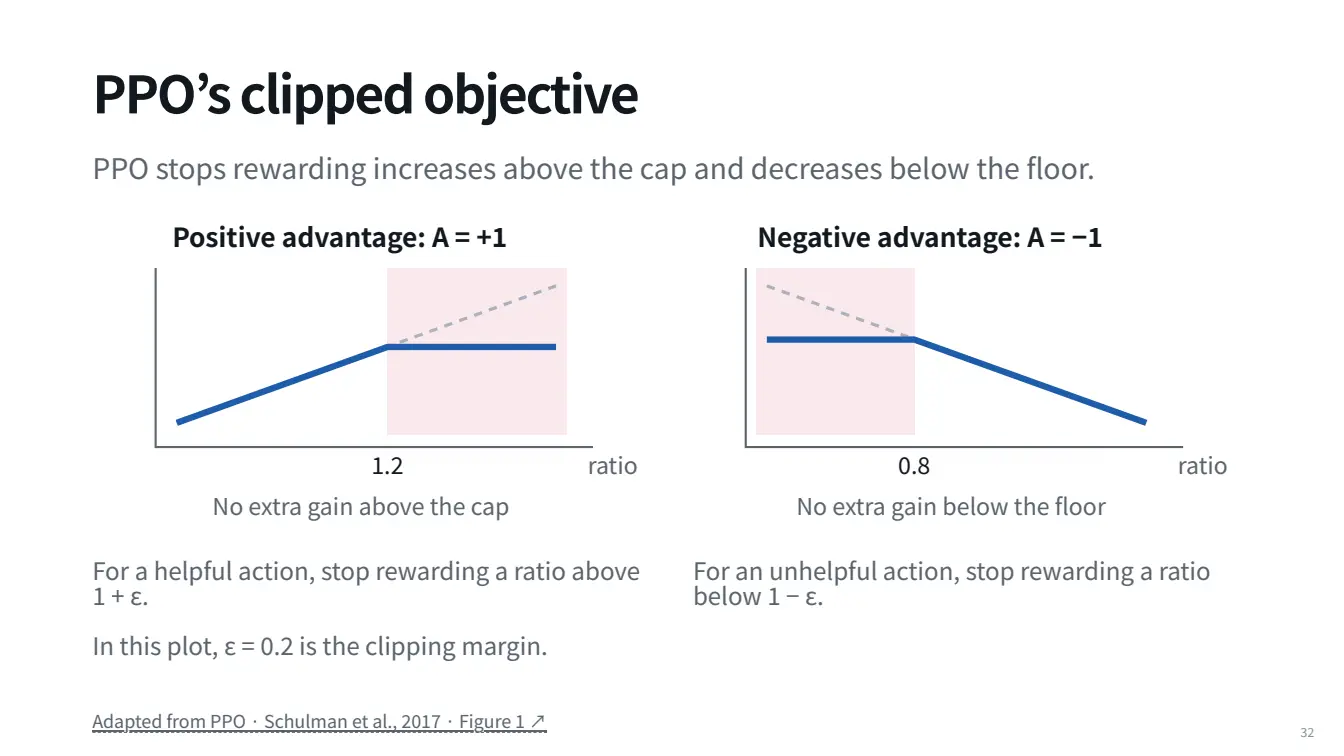 PPO’s clipped objective
PPO stops rewarding increases above the cap and decreases below the floor.
Positive advantage: A = +1
1.2
ratio
No extra gain above the cap
Negative advantage: A = −1
0.8
ratio
No extra gain below the floor
For a helpful action, stop rewarding a ratio above
1 + ε.
In this plot, ε = 0.2 is the clipping margin.
For an unhelpful action, stop rewarding a ratio
below 1 − ε.
Adapted from PPO · Schulman et al., 2017 · Figure 1 ↗
32